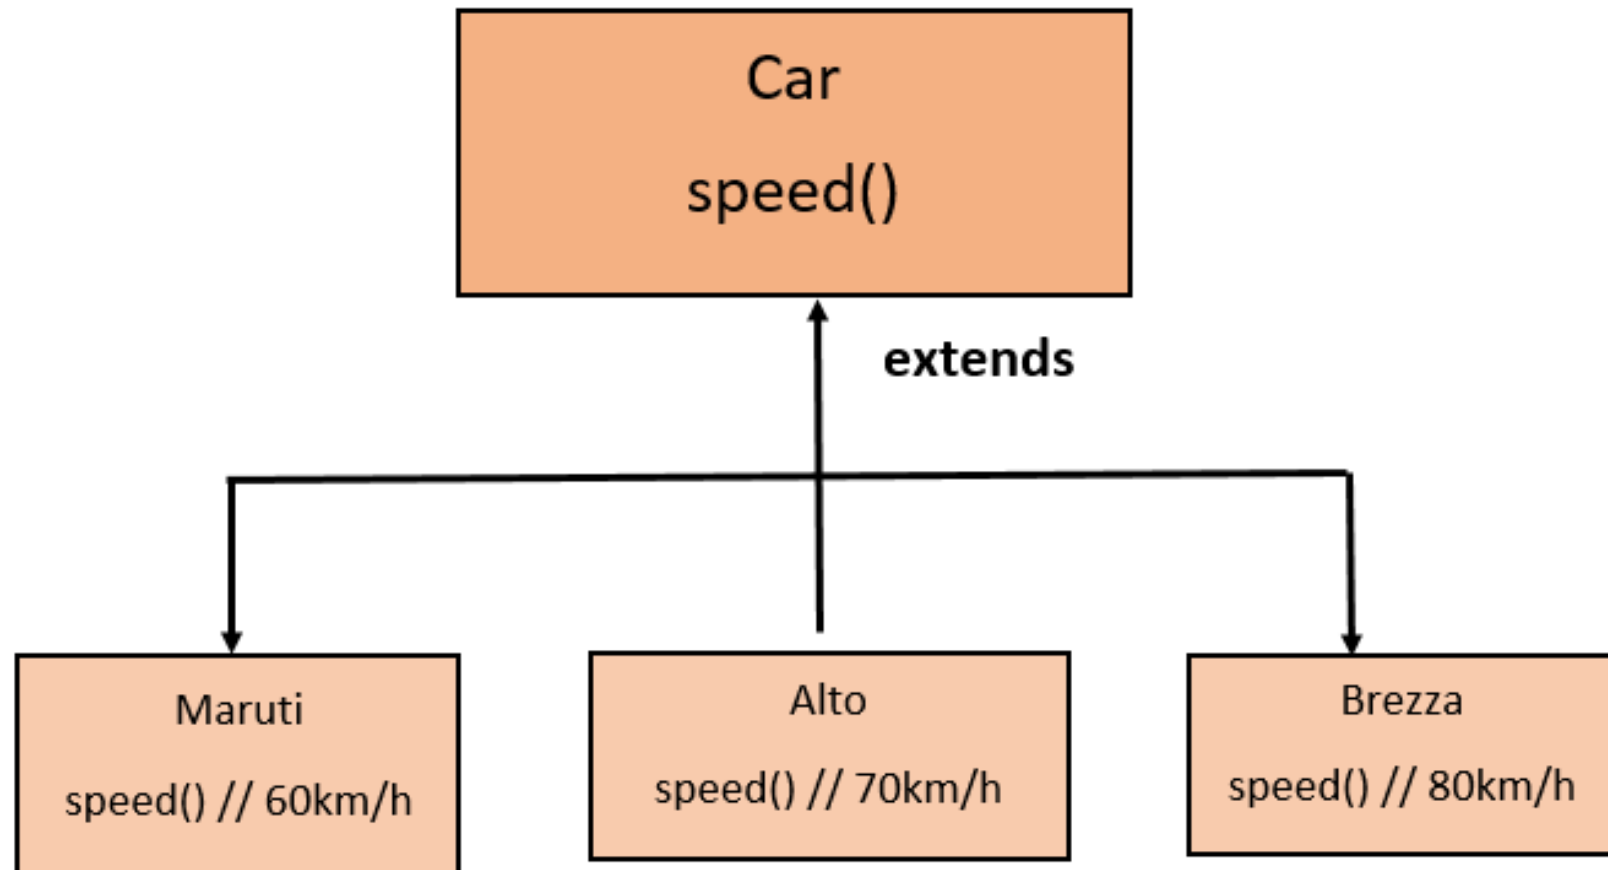 Car
speed()
extends
Maruti
speed() // 60km/h
Alto
speed() // 70km/h
Brezza
speed() // 80km/h